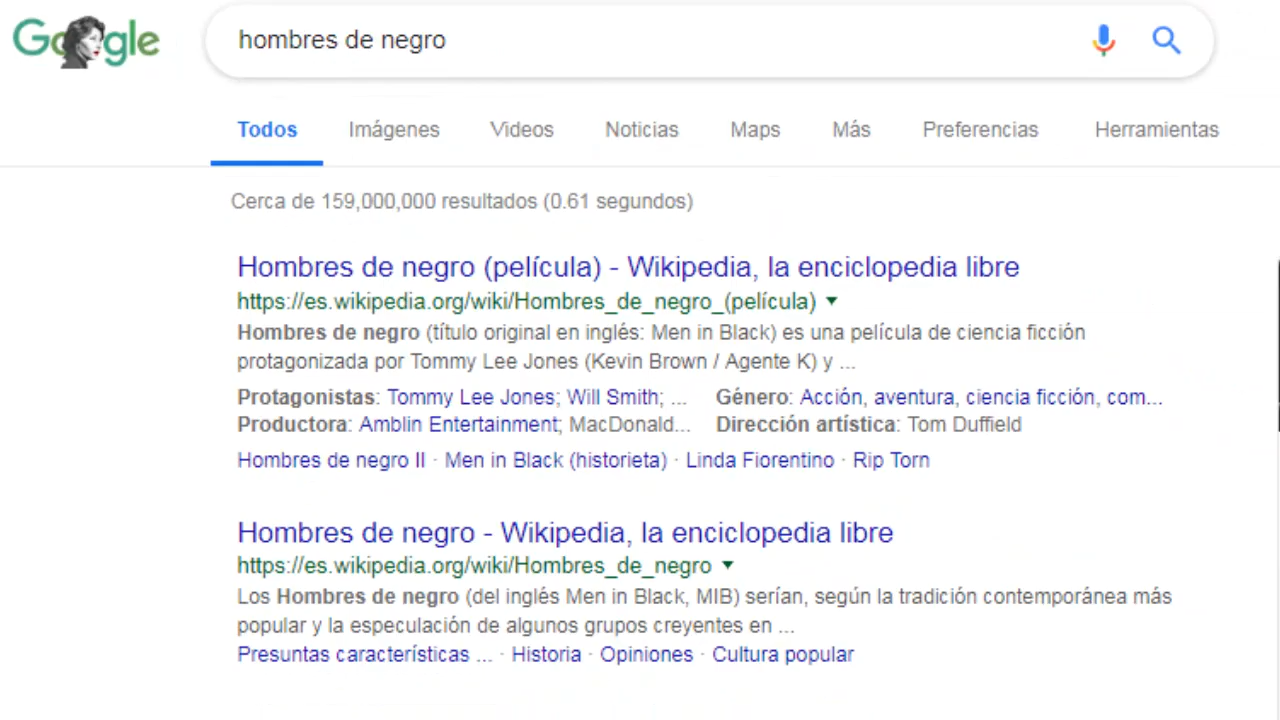 Google
hombres de negro
Todos Imágenes Videos Noticias Maps Más Preferencias Herramientas
Cerca de 159,000,000 resultados (0.61 segundos)
Hombres de negro (película) - Wikipedia, la enciclopedia libre
https://es.wikipedia.org/wiki/Hombres_de_negro_(película)
Hombres de negro (título original en inglés: Men in Black) es una película de ciencia ficción
protagonizada por Tommy Lee Jones (Kevin Brown / Agente K) y ...
Protagonistas: Tommy Lee Jones; Will Smith; ... Género: Acción, aventura, ciencia ficción, com...
Productora: Amblin Entertainment; MacDonald... Dirección artística: Tom Duffield
Hombres de negro II · Men in Black (historieta) · Linda Fiorentino · Rip Torn
Hombres de negro - Wikipedia, la enciclopedia libre
https://es.wikipedia.org/wiki/Hombres_de_negro
Los Hombres de negro (del inglés Men in Black, MIB) serían, según la tradición contemporánea más
popular y la especulación de algunos grupos creyentes en ...
Presuntas características ... · Historia · Opiniones · Cultura popular